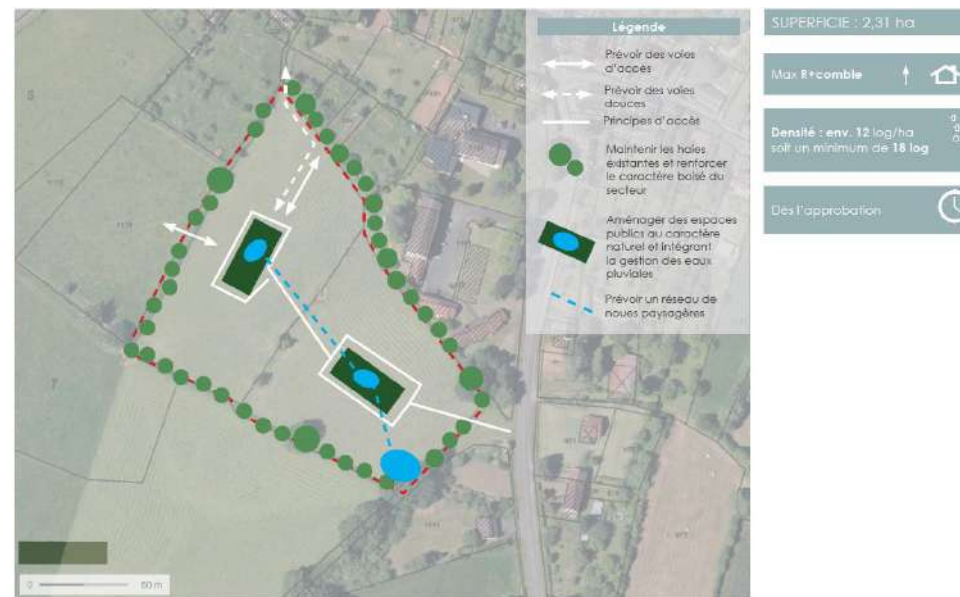 Légende
Prévoir des voies
d'accès
Prévoir des voies
douces
Principes d'accès
Maintenir les haies
existantes et renforcer
le caractère boisé du
secteur
Aménager des espaces
publics au caractère
naturel et intégrant
la gestion des eaux
pluviales
Prévoir un réseau de
noues paysagères
0
50 m
SUPERFICIE : 2,31 ha
Max R+comble
Densité : env. 12 log/ha
soit un minimum de 18 log
Dès l'approbation